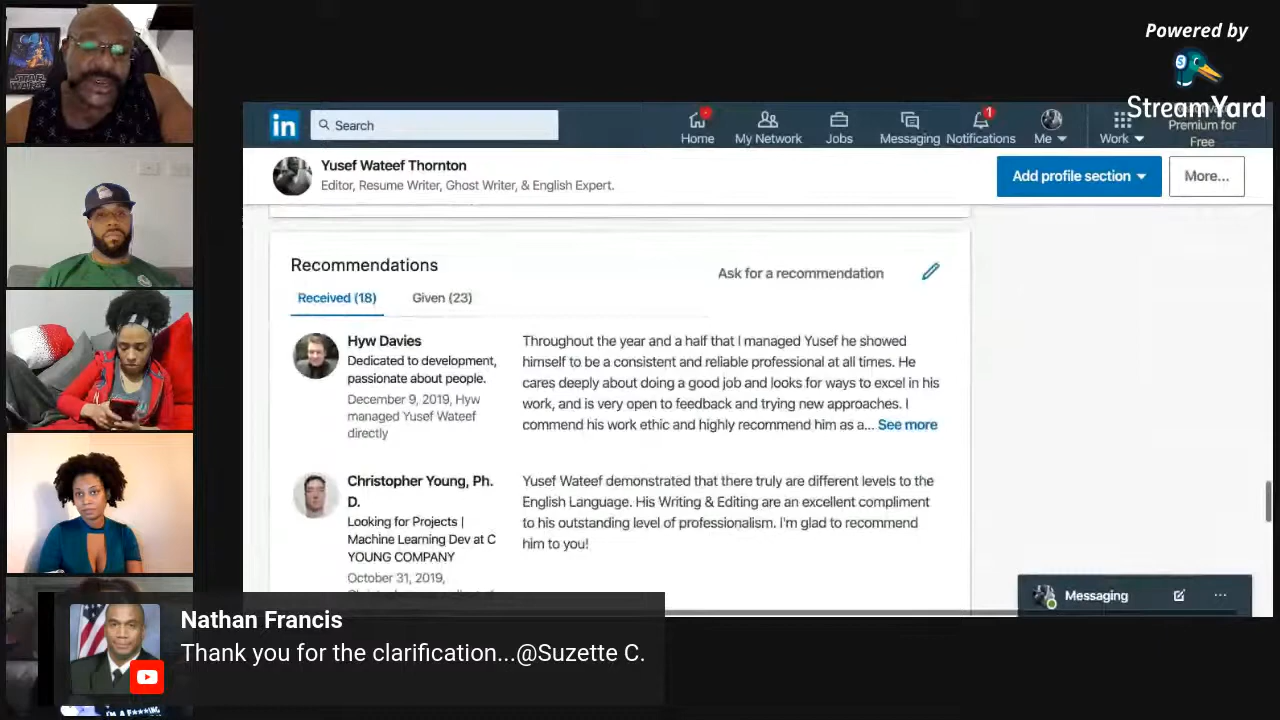 STAR
WARS
Powered by
StreamYard
in
Search
Home
My Network
Jobs
Messaging
1
Notifications
Me
Work
Premium for
Free
Yusef Wateef Thornton
Editor, Resume Writer, Ghost Writer, & English Expert.
Add profile section
More...
Recommendations
Ask for a recommendation
Received (18)
Given (23)
Hyw Davies
Dedicated to development,
passionate about people.
December 9, 2019, Hyw
managed Yusef Wateef
directly
Throughout the year and a half that I managed Yusef he showed
himself to be a consistent and reliable professional at all times. He
cares deeply about doing a good job and looks for ways to excel in his
work, and is very open to feedback and trying new approaches. I
commend his work ethic and highly recommend him as a... See more
Christopher Young, Ph.
D.
Looking for Projects |
Machine Learning Dev at C
YOUNG COMPANY
October 31, 2019,
Yusef Wateef demonstrated that there truly are different levels to the
English Language. His Writing & Editing are an excellent compliment
to his outstanding level of professionalism. I'm glad to recommend
him to you!
Messaging
Nathan Francis
Thank you for the clarification...@Suzette C.
I'M A F***ING